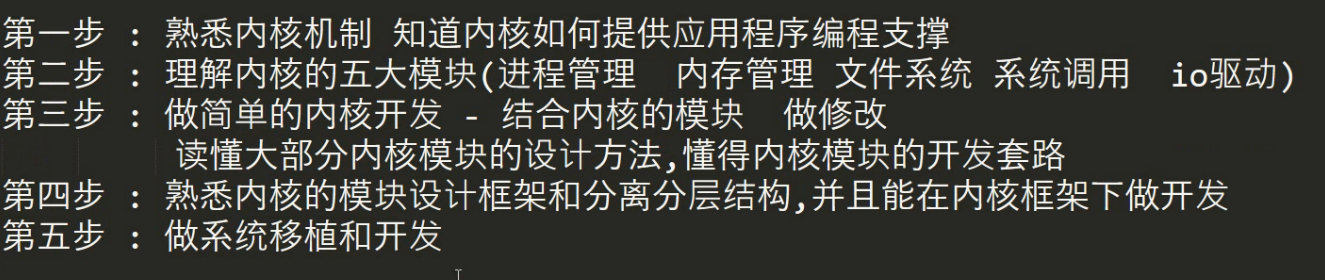 第一步 : 熟悉内核机制 知道内核如何提供应用程序编程支撑
第二步 : 理解内核的五大模块(进程管理  内存管理 文件系统 系统调用  io驱动)
第三步 : 做简单的内核开发 - 结合内核的模块  做修改
读懂大部分内核模块的设计方法,懂得内核模块的开发套路
第四步 : 熟悉内核的模块设计框架和分离分层结构,并且能在内核框架下做开发
第五步 : 做系统移植和开发